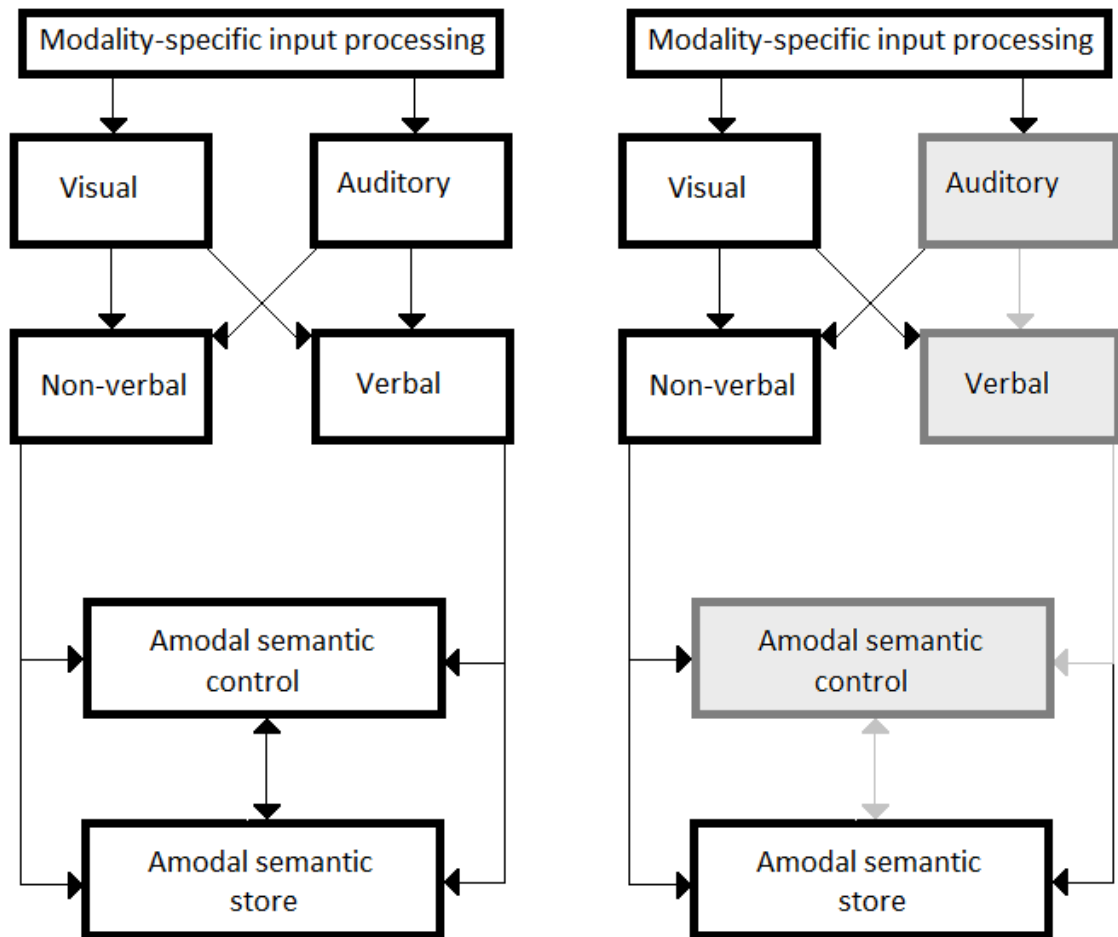 Modality-specific input processing
Visual
Auditory
Non-verbal
Verbal
Amodal semantic
control
Amodal semantic
store
Modality-specific input processing
Visual
Auditory
Non-verbal
Verbal
Amodal semantic
control
Amodal semantic
store